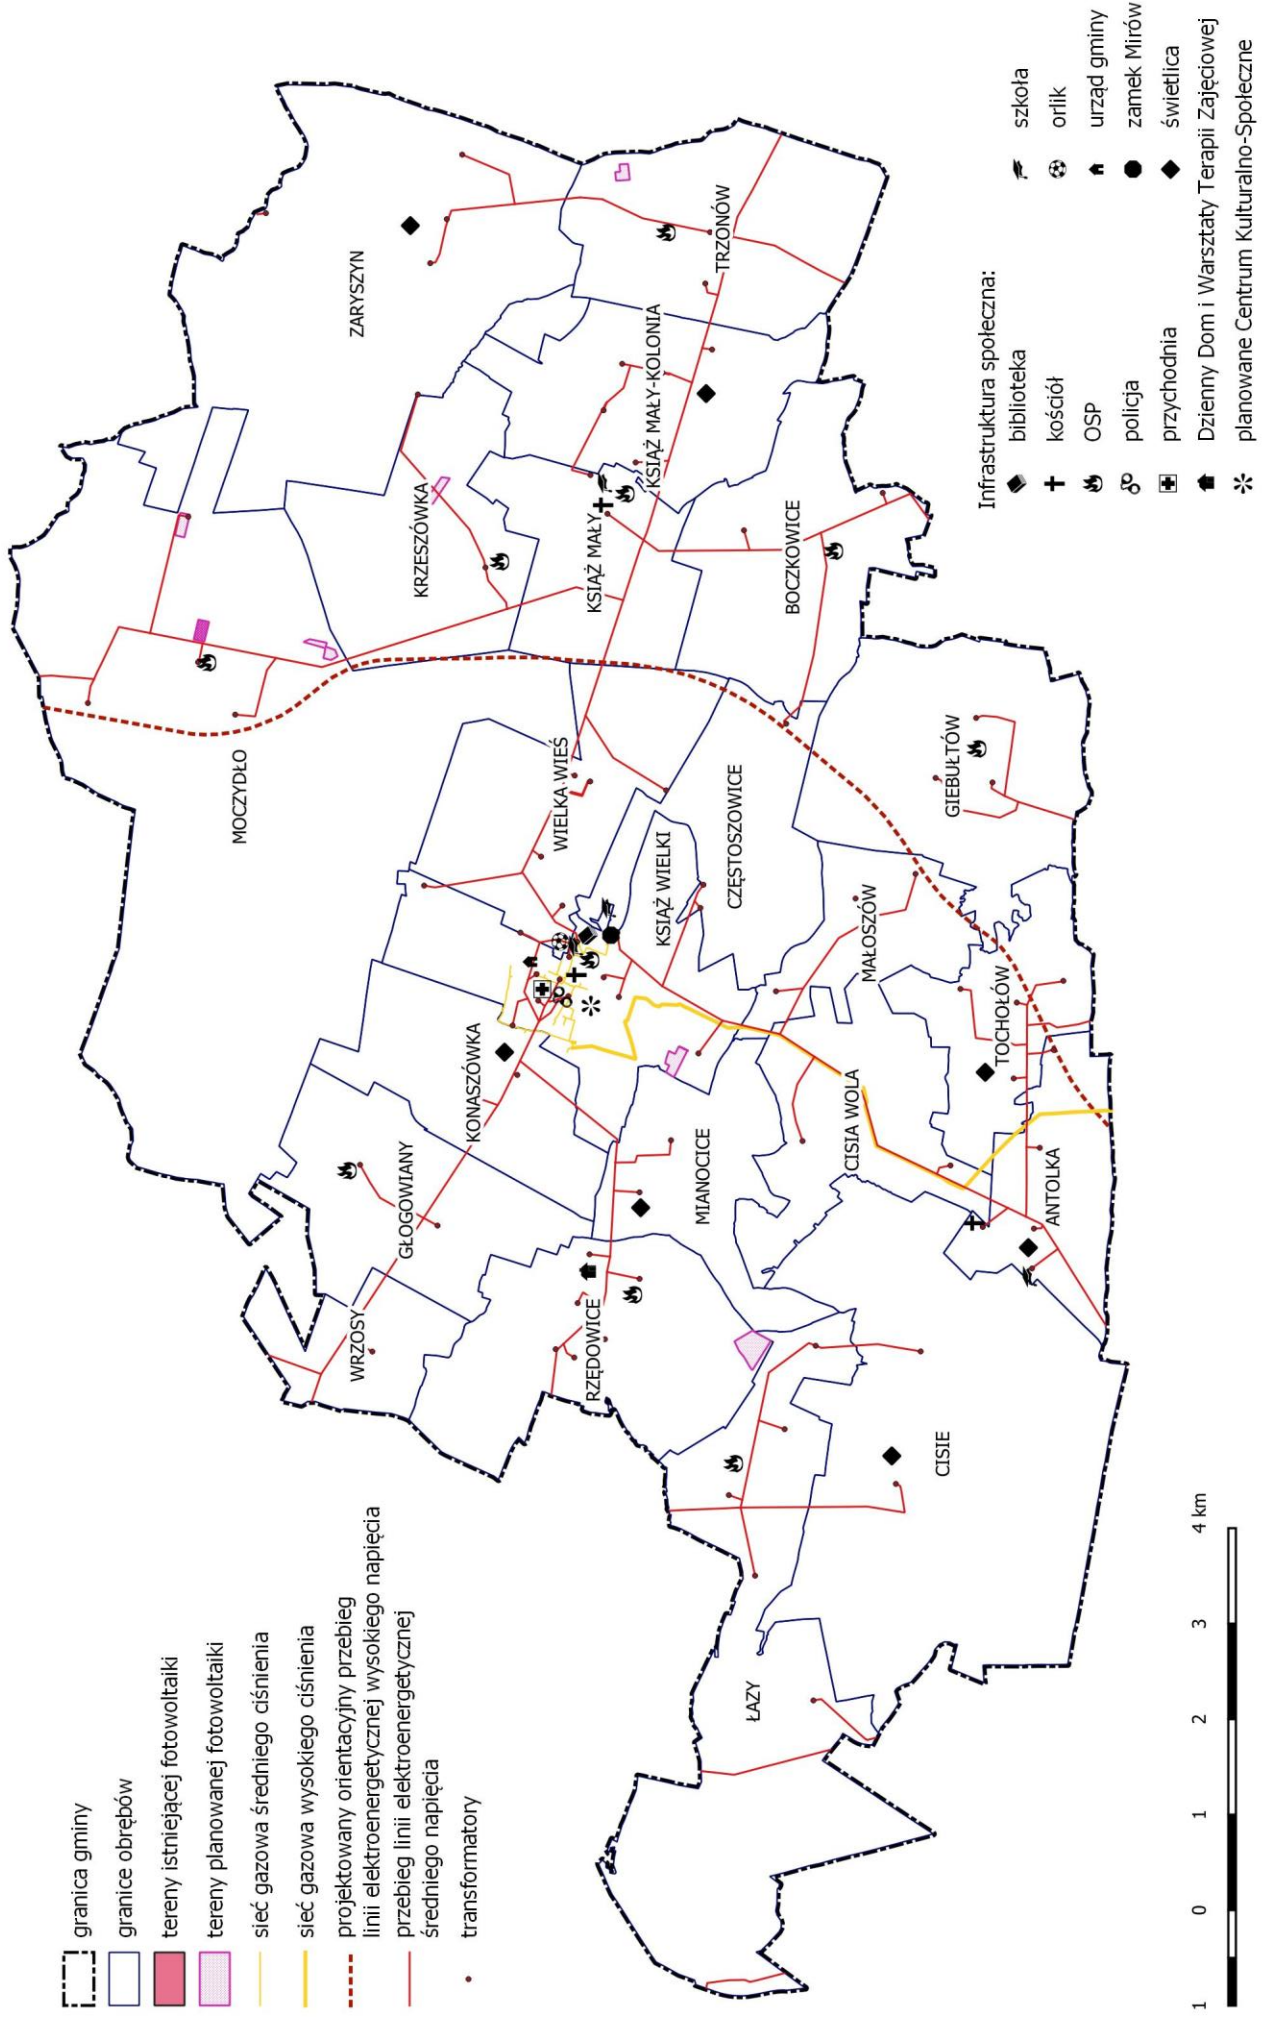 granica gminy
granice obrębów
tereny istniejącej fotowoltaiki
tereny planowanej fotowoltaiki
sieć gazowa średniego ciśnienia
sieć gazowa wysokiego ciśnienia
projektowany orientacyjny przebieg
linii elektroenergetycznej wysokiego napięcia
przebieg linii elektroenergetycznej
średniego napięcia
transformatory
WRZOSY
GŁOGOWIANY
KONASZÓWKA
MOCZYDŁO
WIELKA WIEŚ
KRZESZÓWKA
ZARYSZYN
RZĘDOWICE
MIANOCICE
KSIĄŻ WIELKI
CZĘSTOSZOWICE
KSIĄŻ MAŁY
KSIĄŻ MAŁY-KOLONIA
TRZONÓW
BOCZKOWICE
ŁAZY
CISIE
CISIA WOLA
MAŁOSZÓW
ANTOLKA
TOCHOŁÓW
GIEBUŁTÓW
1 0 1 2 3 4 km
Infrastruktura społeczna:
biblioteka
kościół
OSP
policja
przychodnia
Dzienny Dom i Warsztaty Terapii Zajęciowej
planowane Centrum Kulturalno-Społeczne
szkoła
orlik
urząd gminy
zamek Mirów
świetlica